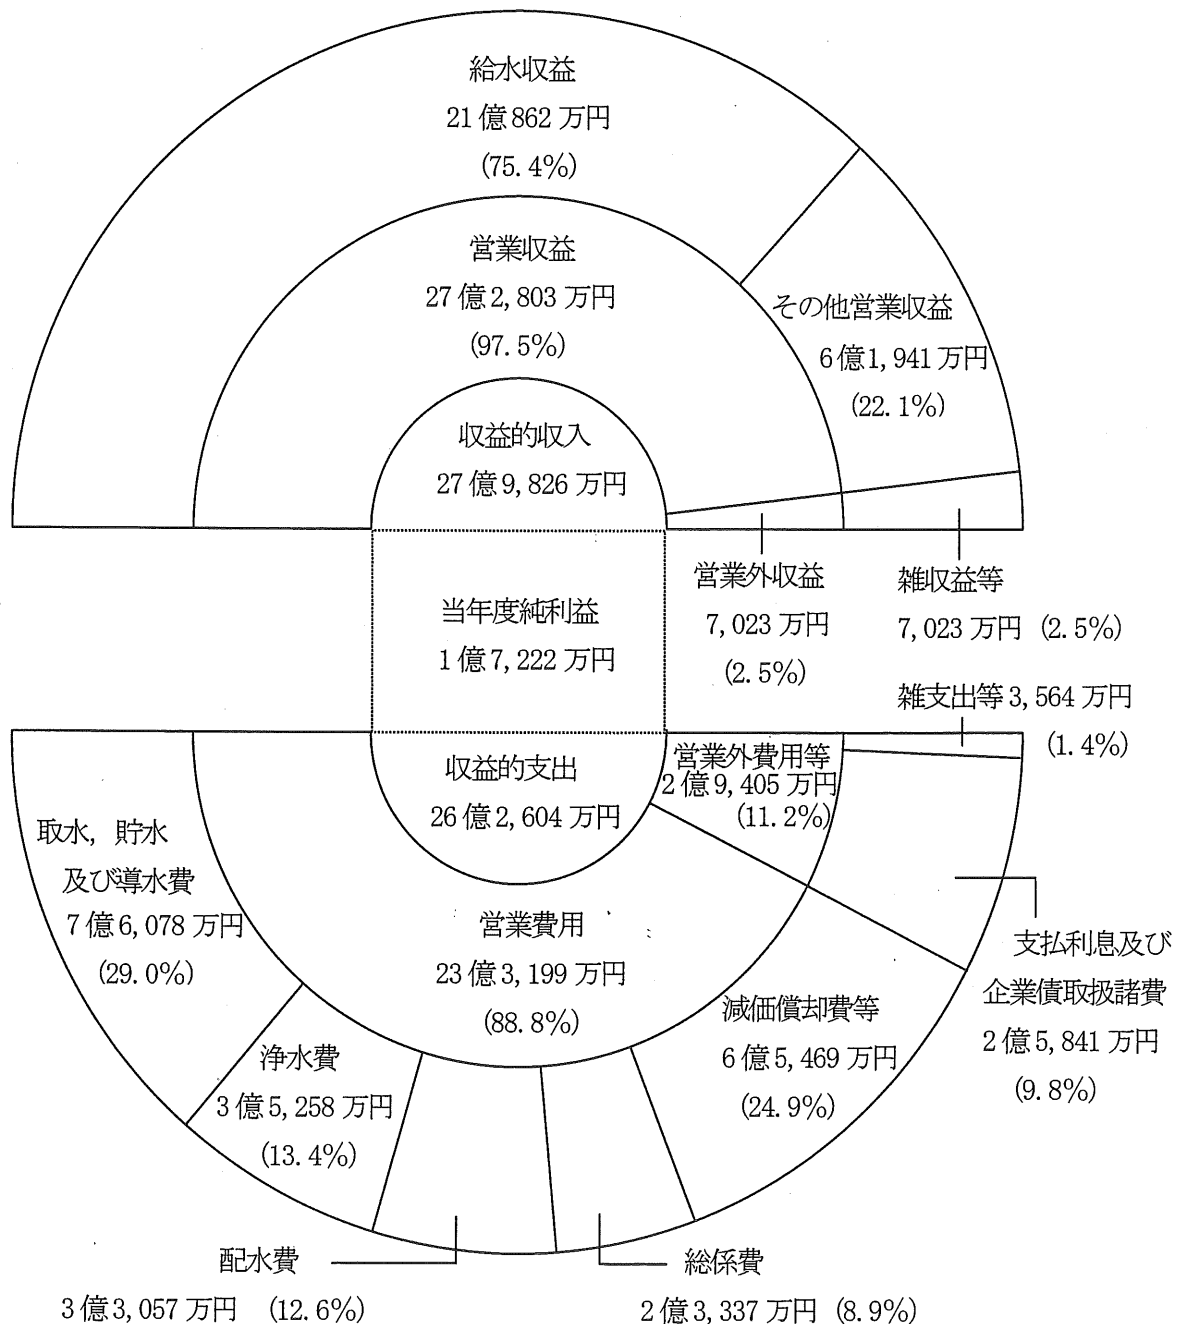 給水収益
21億862万円
(75.4%)
営業収益
27億2,803万円
(97.5%)
その他営業収益
6億1,941万円
(22.1%)
収益的収入
27億9,826万円
営業外収益
7,023万円
(2.5%)
雑収益等
7,023万円 (2.5%)
当年度純利益
1億7,222万円
雑支出等3,564万円
(1.4%)
収益的支出
26億2,604万円
営業外費用等
2億9,405万円
(11.2%)
取水，貯水
及び導水費
7億6,078万円
(29.0%)
営業費用
23億3,199万円
(88.8%)
支払利息及び
企業債取扱諸費
2億5,841万円
(9.8%)
減価償却費等
6億5,469万円
(24.9%)
浄水費
3億5,258万円
(13.4%)
配水費
3億3,057万円 (12.6%)
総係費
2億3,337万円 (8.9%)